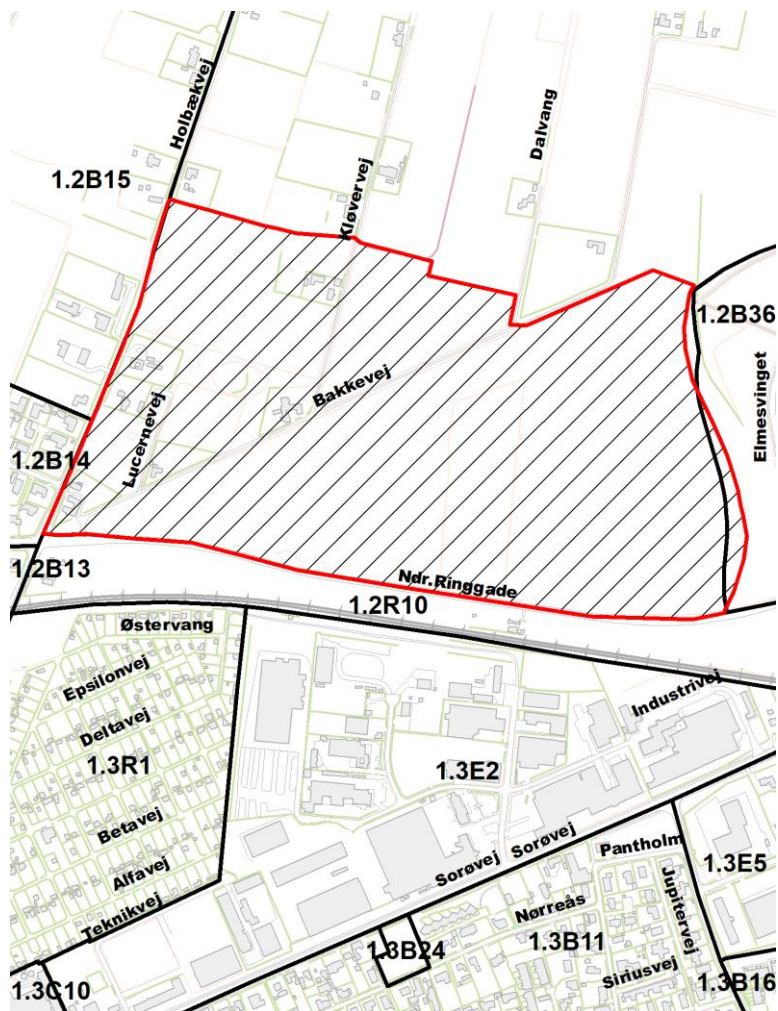 Holbækvej
Dalvang
Kløvervej
1.2B15
1.2B36
Elmesvinget
Bakkevej
Lucernevej
1.2B14
1.2B13
Ndr.Ringgade
1.2R10
Østervang
Epsilonvej
Deltavej
1.3R1
Betavej
Alfavej
Teknikvej
Industrivej
1.3E2
Sorøvej
Sorøvej
Pantholm
1.3E5
Jupitervej
Nørreås
1.3B24
1.3B11
Siriusvej
1.3C10
1.3B16